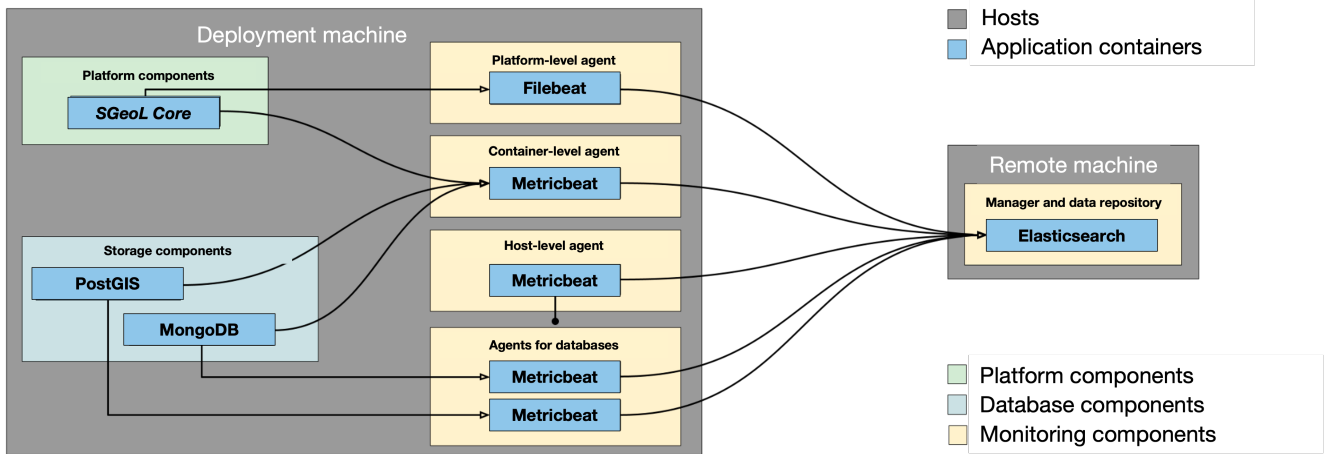 Deployment machine
Platform components
SGeoL Core
Storage components
PostGIS
MongoDB
Platform-level agent
Filebeat
Container-level agent
Metricbeat
Host-level agent
Metricbeat
Agents for databases
Metricbeat
Metricbeat
Hosts
Application containers
Remote machine
Manager and data repository
Elasticsearch
Platform components
Database components
Monitoring components